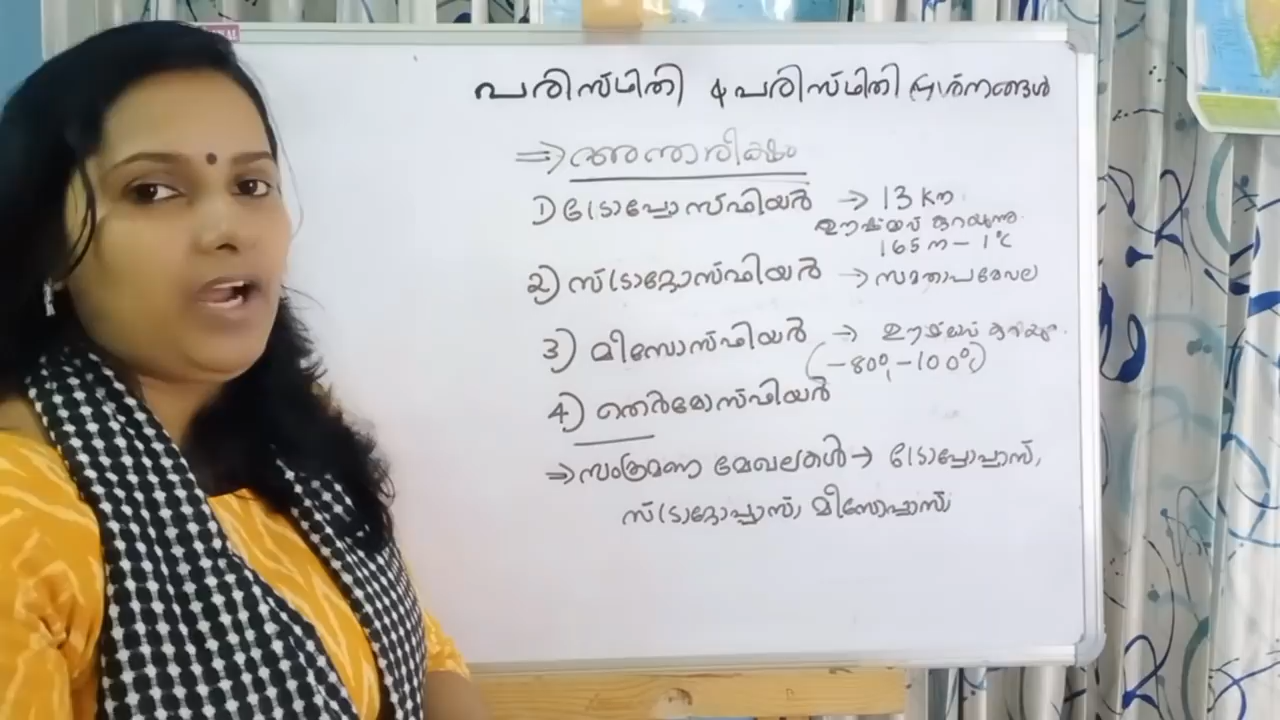 പരിസ്ഥിതി & പരിസ്ഥിതി പ്രശ്നങ്ങൾ
⇒ അന്തരീക്ഷം
1) ട്രോപ്പോസ്ഫിയർ → 13 Km
ഊഷ്മാവ് കുറയുന്നു.
165 m - 1°C
2) സ്ട്രാറ്റോസ്ഫിയർ → സമതാപമേഖല
3) മീസോസ്ഫിയർ → ഊഷ്മാവ് കുറയും.
(-80°, -100°C)
4) തെർമോസ്ഫിയർ
⇒ സംക്രമണ മേഖലകൾ → ട്രോപ്പോപ്പാസ്,
സ്ട്രാറ്റോപ്പാസ്, മീസോപ്പാസ്,